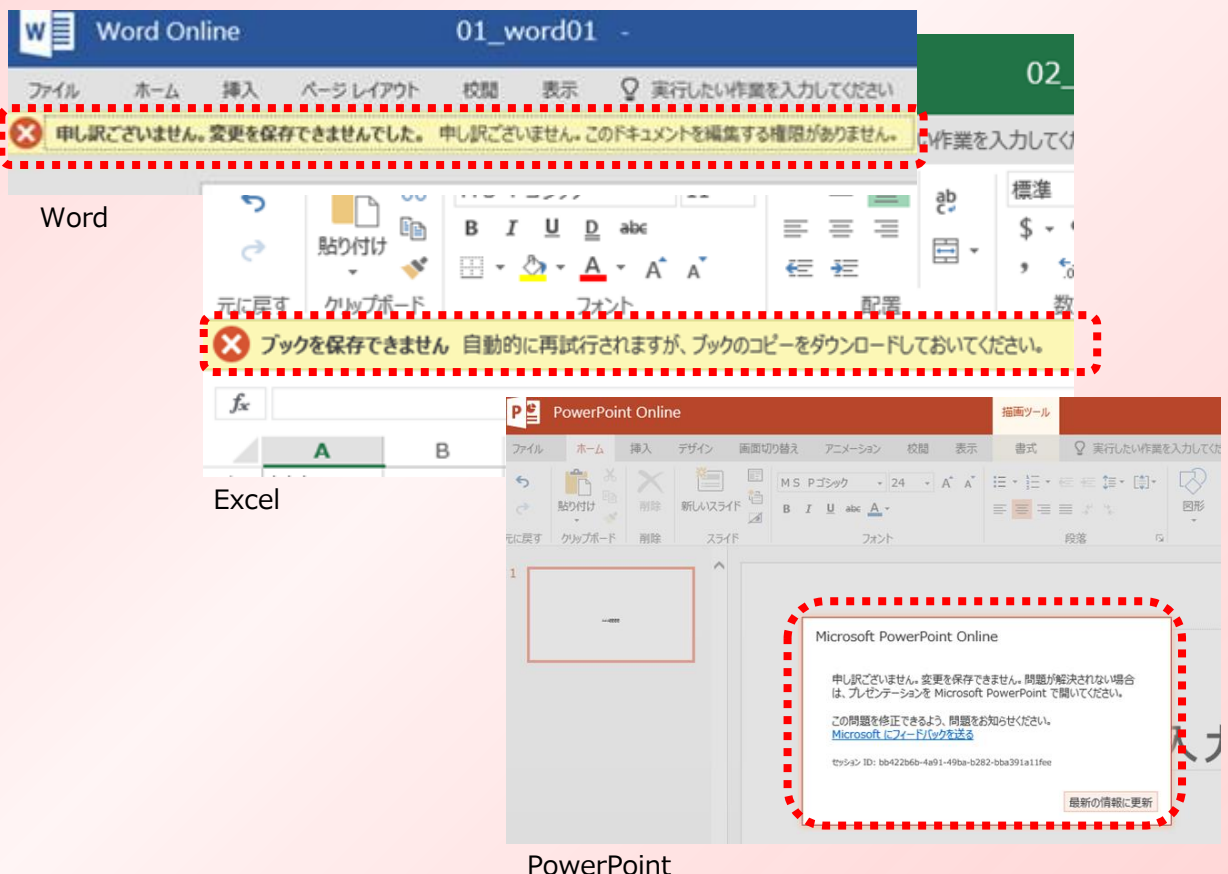 Word Online
01_word01 -
ファイル ホーム 挿入 ページ レイアウト 校閲 表示 実行したい作業を入力してください
申し訳ございません。変更を保存できませんでした。 申し訳ございません。このドキュメントを編集する権限がありません。
Word
02_
作業を入力してく
貼り付け
B I U D abc
A A A
ab
標準
$
元に戻す クリップボード フォント 配置 数
ブックを保存できません 自動的に再試行されますが、ブックのコピーをダウンロードしておいてください。
fx
A B
Excel
PowerPoint Online
描画ツール
ファイル ホーム 挿入 デザイン 画面切り替え アニメーション 校閲 表示 書式 実行したい作業を入力してくだ
貼り付け 削除 新しいスライド
MS Pゴシック 24 A A
B I U abc A
図形
元に戻す クリップボード 削除 スライド フォント 段落
1
Microsoft PowerPoint Online
申し訳ございません。変更を保存できません。問題が解決されない場合
は、プレゼンテーションを Microsoft PowerPoint で開いてください。
この問題を修正できるよう、問題をお知らせください。
Microsoft にフィードバックを送る
セッション ID: bb422b6b-4a91-49ba-b282-bba391a11fee
最新の情報に更新
入力
PowerPoint